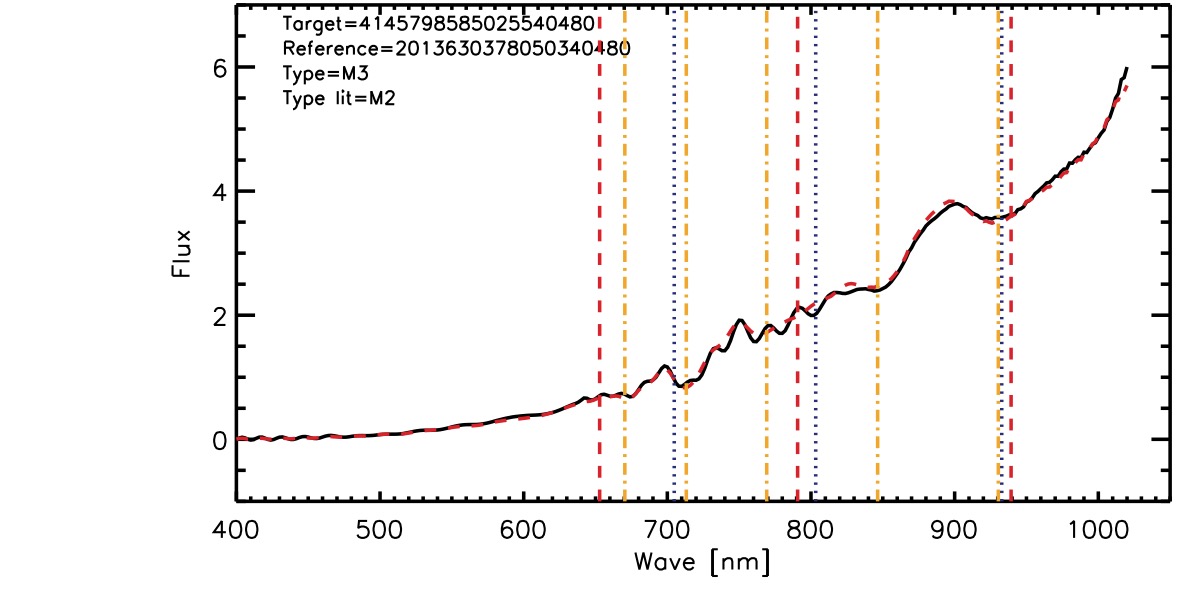 Target=4145798585025540480
Reference=2013630378050340480
Type=M3
Type lit=M2
Flux
6
4
2
0
400 500 600 700 800 900 1000
Wave [nm]